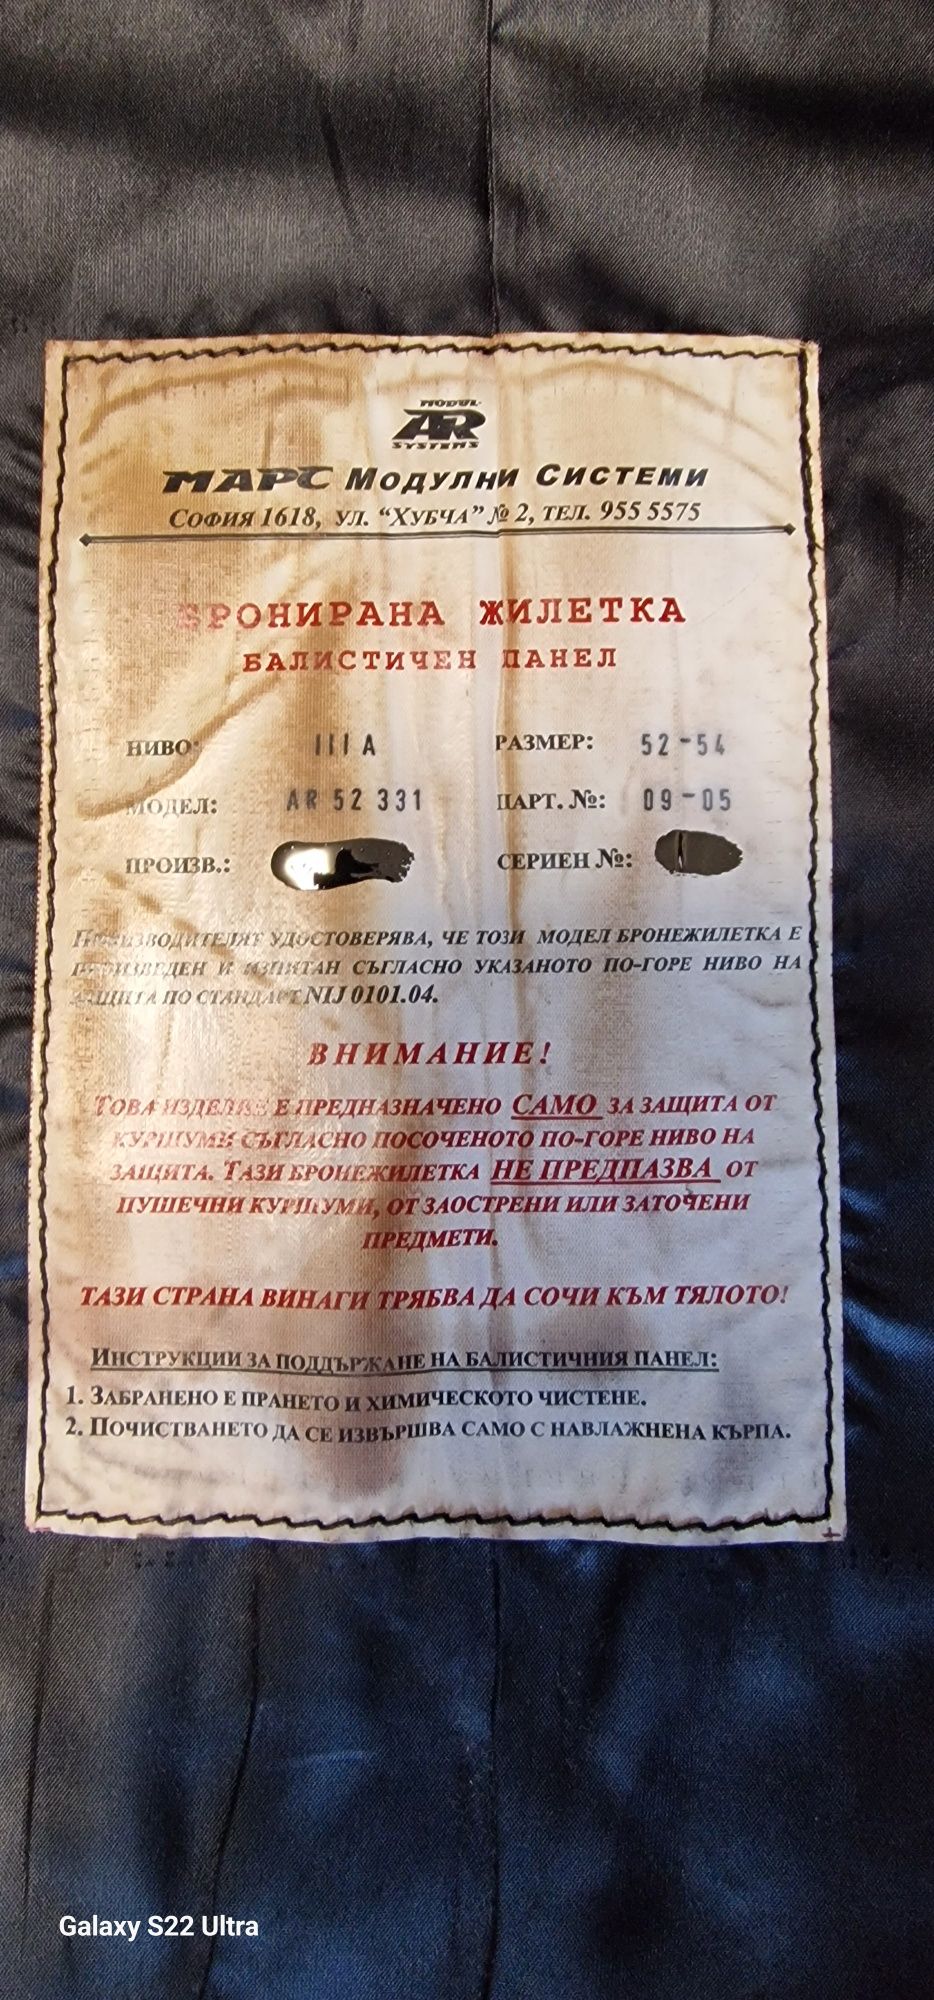 MODUL-
AR
SYSTEMS
МАРС МОДУЛНИ СИСТЕМИ
СОФИЯ 1618, УЛ. “ХУБЧА” № 2, ТЕЛ. 955 5575
БРОНИРАНА ЖИЛЕТКА
БАЛИСТИЧЕН ПАНЕЛ
НИВО: III A РАЗМЕР: 52-54
МОДЕЛ: AR 52 331 ПАРТ. №: 09-05
ПРОИЗВ.: СЕРИЕН №:
ПРОИЗВОДИТЕЛЯТ УДОСТОВЕРЯВА, ЧЕ ТОЗИ МОДЕЛ БРОНЕЖИЛЕТКА Е
ПРОИЗВЕДЕН И ИЗПИТАН СЪГЛАСНО УКАЗАНОТО ПО-ГОРЕ НИВО НА
ЗАЩИТА ПО СТАНДАРТ NIJ 0101.04.
ВНИМАНИЕ!
ТОВА ИЗДЕЛИЕ Е ПРЕДНАЗНАЧЕНО САМО ЗА ЗАЩИТА ОТ
КУРШУМИ СЪГЛАСНО ПОСОЧЕНОТО ПО-ГОРЕ НИВО НА
ЗАЩИТА. ТАЗИ БРОНЕЖИЛЕТКА НЕ ПРЕДПАЗВА ОТ
ПУШЕЧНИ КУРШУМИ, ОТ ЗАОСТРЕНИ ИЛИ ЗАТОЧЕНИ
ПРЕДМЕТИ.
ТАЗИ СТРАНА ВИНАГИ ТРЯБВА ДА СОЧИ КЪМ ТЯЛОТО!
ИНСТРУКЦИИ ЗА ПОДДЪРЖАНЕ НА БАЛИСТИЧНИЯ ПАНЕЛ:
1. ЗАБРАНЕНО Е ПРАНЕТО И ХИМИЧЕСКОТО ЧИСТЕНЕ.
2. ПОЧИСТВАНЕТО ДА СЕ ИЗВЪРШВА САМО С НАВЛАЖНЕНА КЪРПА.
Galaxy S22 Ultra